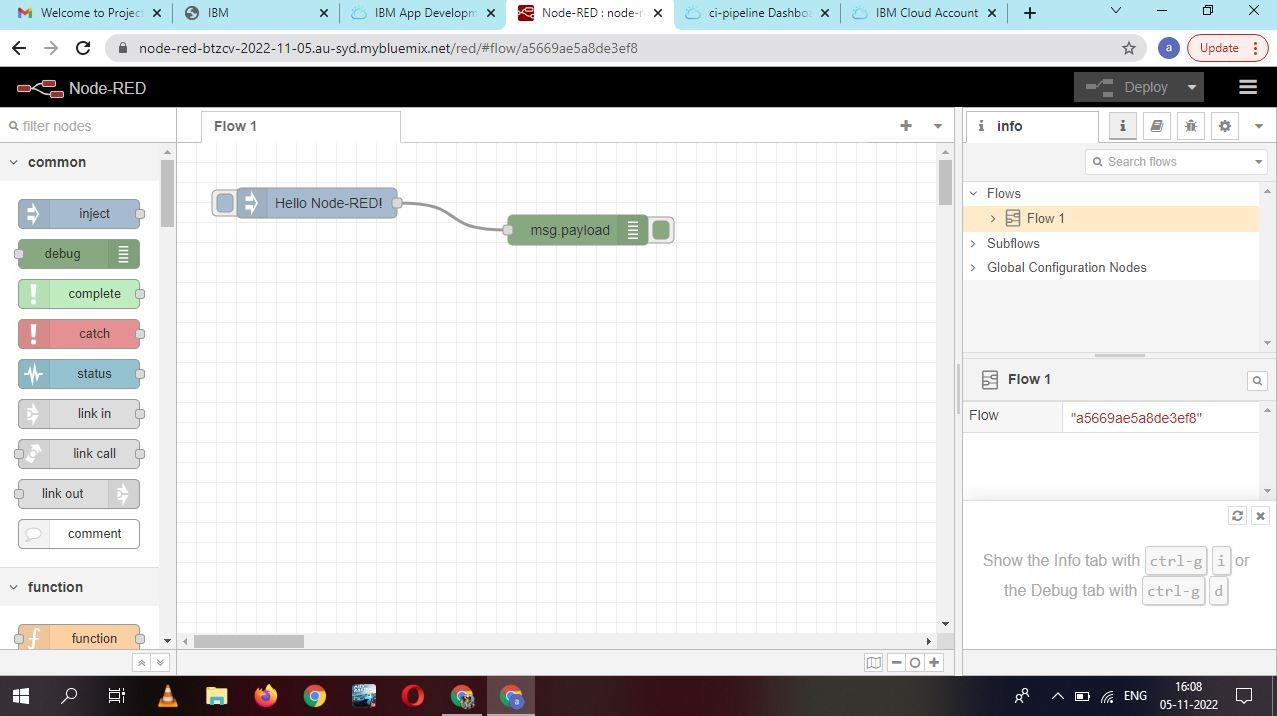 Welcome to Project
IBM
IBM App Developm
Node-RED : node-r
ci-pipeline Dashboa
IBM Cloud Account
node-red-btzcv-2022-11-05.au-syd.mybluemix.net/red/#flow/a5669ae5a8de3ef8
a
Update
Node-RED
Deploy
filter nodes
Flow 1
info
common
Search flows
inject
Hello Node-RED!
msg.payload
Flows
Flow 1
Subflows
Global Configuration Nodes
debug
complete
catch
status
link in
link call
link out
comment
function
function
Flow 1
Flow
"a5669ae5a8de3ef8"
Show the Info tab with ctrl-g i or
the Debug tab with ctrl-g d
ENG
16:08
05-11-2022